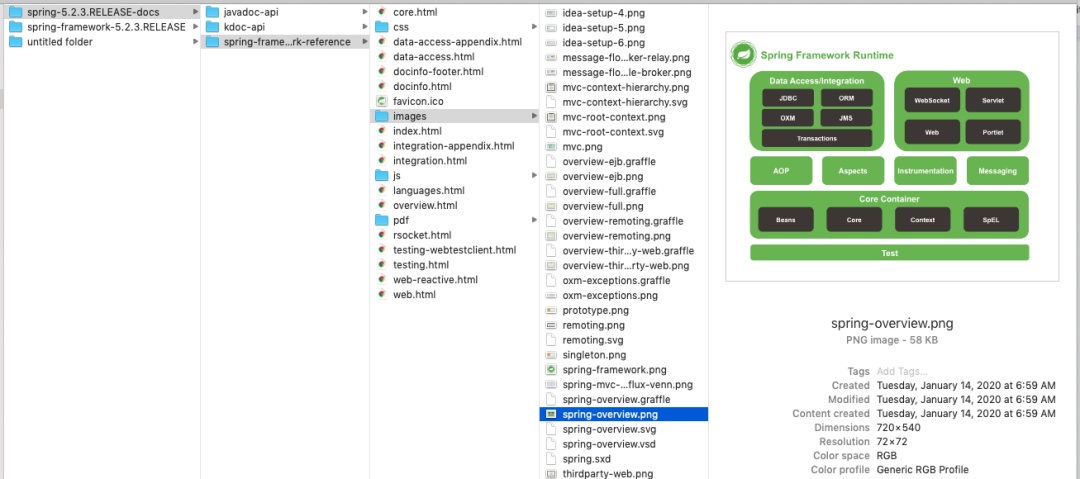 spring-5.2.3.RELEASE-docs
spring-framework-5.2.3.RELEASE
untitled folder
javadoc-api
kdoc-api
spring-frame...rk-reference
core.html
css
data-access-appendix.html
data-access.html
docinfo-footer.html
docinfo.html
favicon.ico
images
index.html
integration-appendix.html
integration.html
js
languages.html
overview.html
pdf
rsocket.html
testing-webtestclient.html
testing.html
web-reactive.html
web.html
idea-setup-4.png
idea-setup-5.png
idea-setup-6.png
message-flo...ker-relay.png
message-flo...le-broker.png
mvc-context-hierarchy.png
mvc-context-hierarchy.svg
mvc-root-context.png
mvc-root-context.svg
mvc.png
overview-ejb.graffle
overview-ejb.png
overview-full.graffle
overview-full.png
overview-remoting.graffle
overview-remoting.png
overview-thir...y-web.graffle
overview-thir...rty-web.png
oxm-exceptions.graffle
oxm-exceptions.png
prototype.png
remoting.png
remoting.svg
singleton.png
spring-framework.png
spring-mvc-...flux-venn.png
spring-overview.graffle
spring-overview.png
spring-overview.svg
spring-overview.vsd
spring.sxd
thirdparty-web.png
Spring Framework Runtime
Data Access/Integration
JDBC ORM
OXM JMS
Transactions
Web
WebSocket Servlet
Web Portlet
AOP Aspects Instrumentation Messaging
Core Container
Beans Core Context SpEL
Test
spring-overview.png
PNG image - 58 KB
Tags Add Tags...
Created Tuesday, January 14, 2020 at 6:59 AM
Modified Tuesday, January 14, 2020 at 6:59 AM
Content created Tuesday, January 14, 2020 at 6:59 AM
Dimensions 720×540
Resolution 72×72
Color space RGB
Color profile Generic RGB Profile